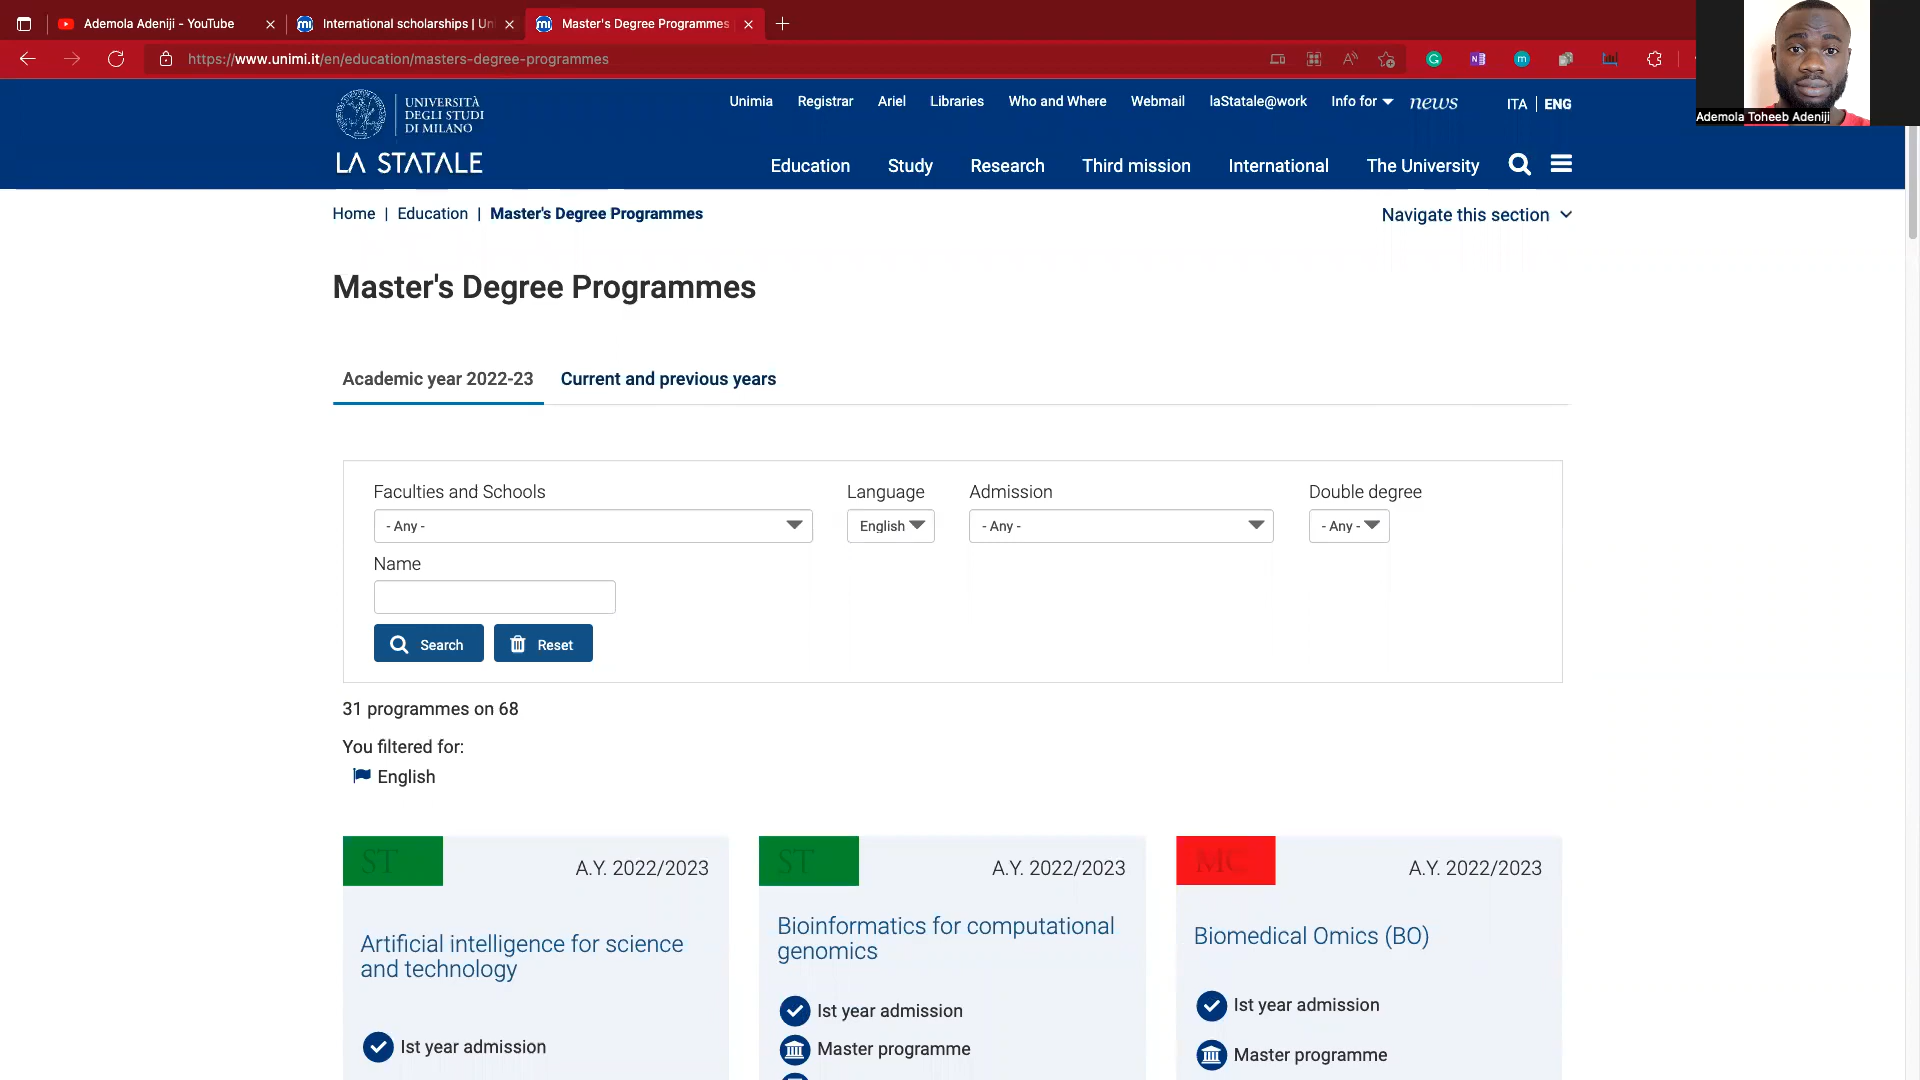 Ademola Adeniji - YouTube
International scholarships | Un
Master's Degree Programmes
https://www.unimi.it/en/education/masters-degree-programmes
Ademola Toheeb Adeniji
UNIVERSITÀ
DEGLI STUDI
DI MILANO
LA STATALE
Unimia Registrar Ariel Libraries Who and Where Webmail laStatale@work Info for news ITA | ENG
Education Study Research Third mission International The University
Home | Education | Master's Degree Programmes
Navigate this section
Master's Degree Programmes
Academic year 2022-23 Current and previous years
Faculties and Schools Language Admission Double degree
- Any - English - Any - - Any -
Name
Search Reset
31 programmes on 68
You filtered for:
English
ST A.Y. 2022/2023
Artificial intelligence for science
and technology
Ist year admission
ST A.Y. 2022/2023
Bioinformatics for computational
genomics
Ist year admission
Master programme
MC A.Y. 2022/2023
Biomedical Omics (BO)
Ist year admission
Master programme